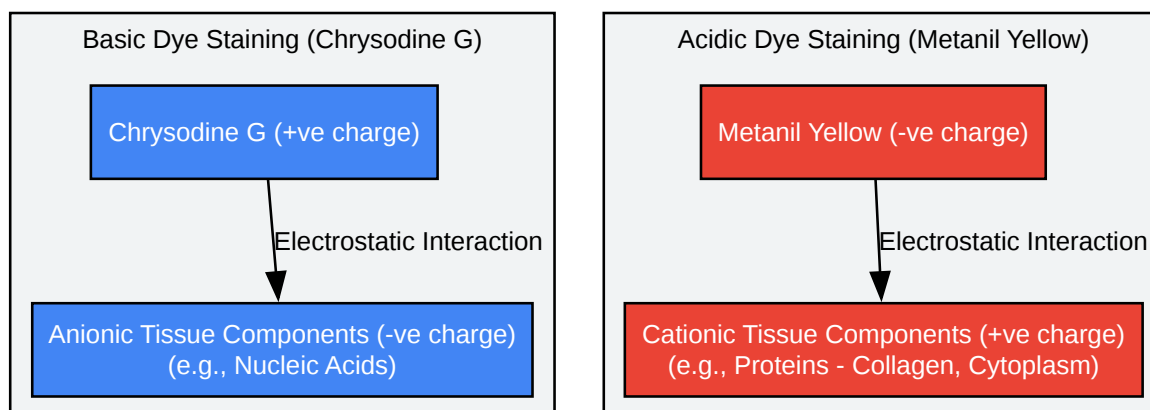 Basic Dye Staining (Chrysodine G)
Chrysodine G (+ve charge)
Electrostatic Interaction
Anionic Tissue Components (-ve charge)
(e.g., Nucleic Acids)
Acidic Dye Staining (Metanil Yellow)
Metanil Yellow (-ve charge)
Electrostatic Interaction
Cationic Tissue Components (+ve charge)
(e.g., Proteins - Collagen, Cytoplasm)